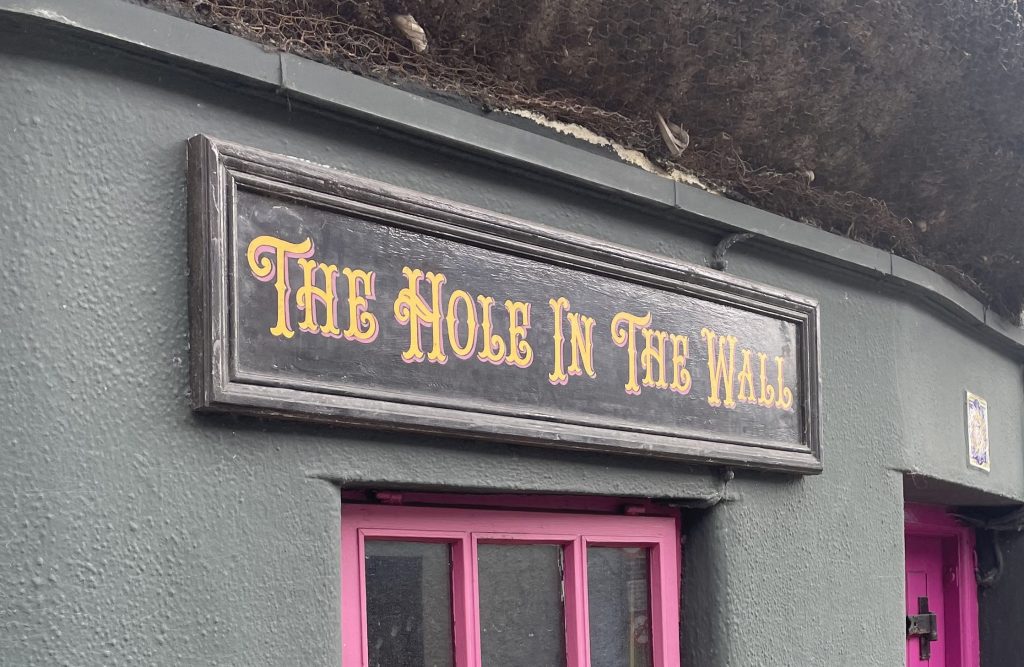 The Hole In The Wall